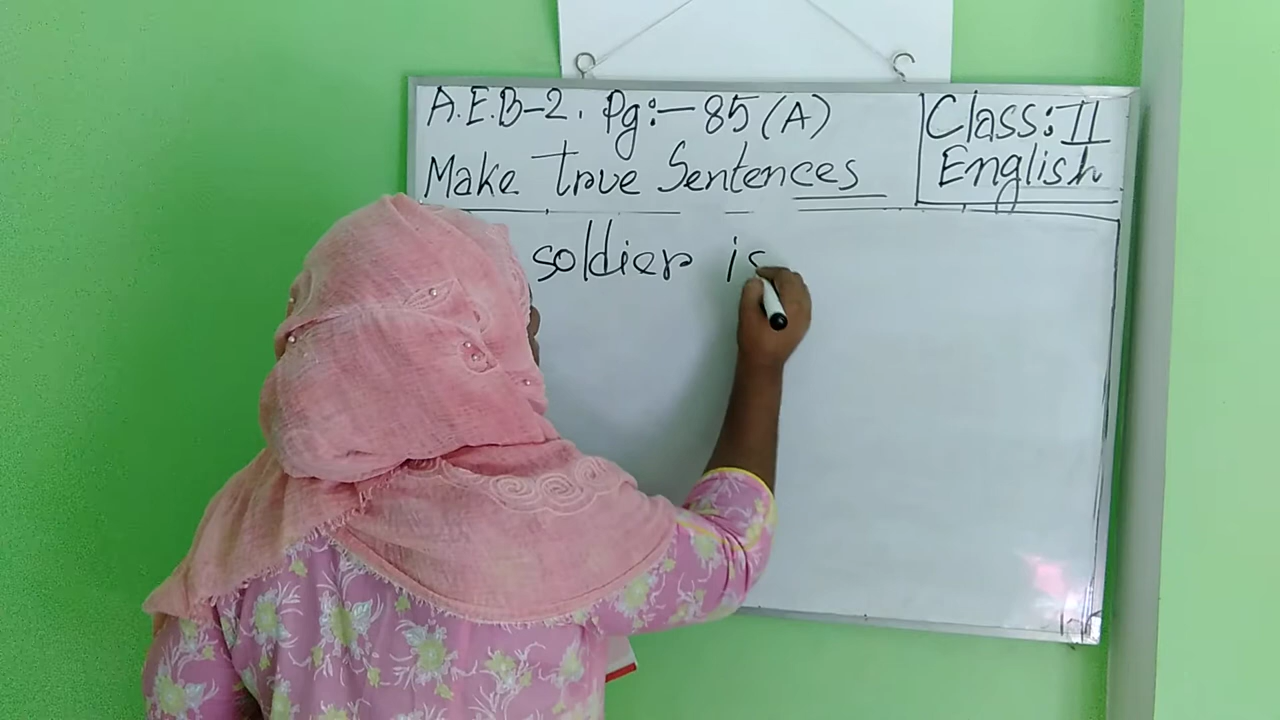 A.E.B-2. Pg:-85(A)
Make True Sentences
Class: II
English
soldier is